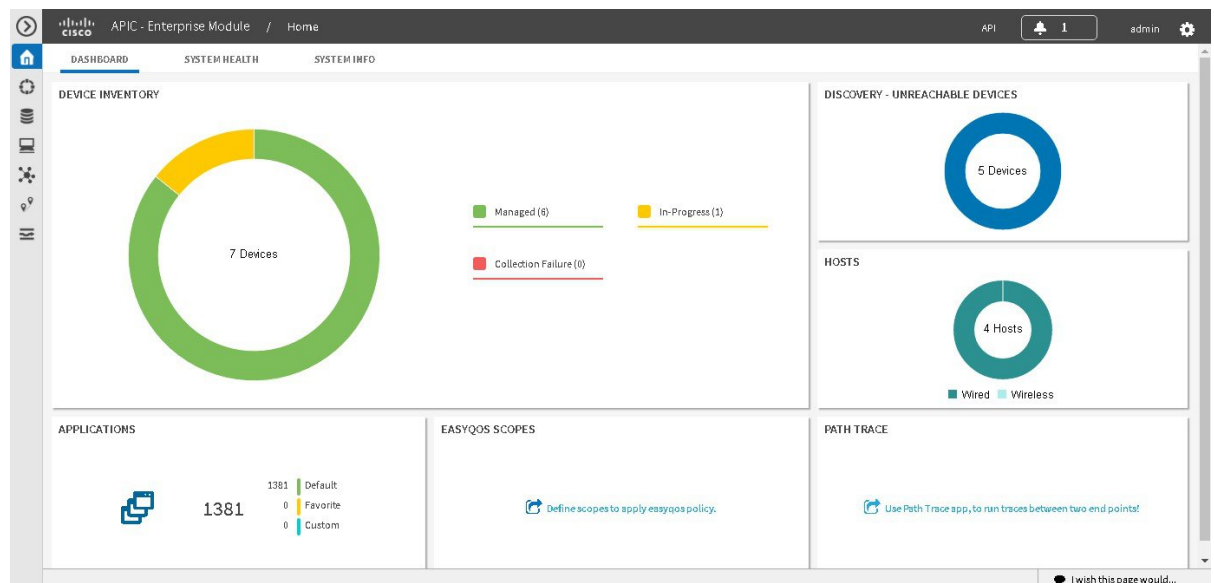 cisco APIC - Enterprise Module / Home API 1 admin
DASHBOARD SYSTEM HEALTH SYSTEM INFO
DEVICE INVENTORY
7 Devices
Managed (6)
In-Progress (1)
Collection Failure (0)
DISCOVERY - UNREACHABLE DEVICES
5 Devices
HOSTS
4 Hosts
Wired Wireless
APPLICATIONS
1381
1381 Default
0 Favorite
0 Custom
EASYQOS SCOPES
Define scopes to apply easyqos policy.
PATH TRACE
Use Path Trace app, to run traces between two end points!
I wish this page would...